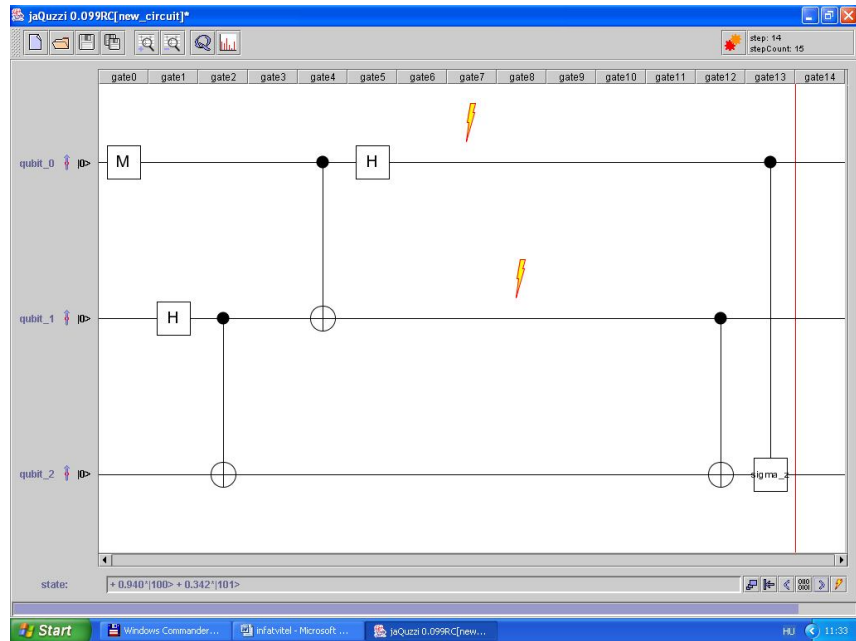 jaQuzzi 0.099RC[new_circuit]*
step: 14
stepCount: 15
gate0 gate1 gate2 gate3 gate4 gate5 gate6 gate7 gate8 gate9 gate10 gate11 gate12 gate13 gate14
qubit_0 |0> M H
qubit_1 |0> H
qubit_2 |0> sigma_z
state: + 0.940*|100> + 0.342*|101>
Start Windows Commander... infatvitel - Microsoft ... jaQuzzi 0.099RC[new... HU 11:33